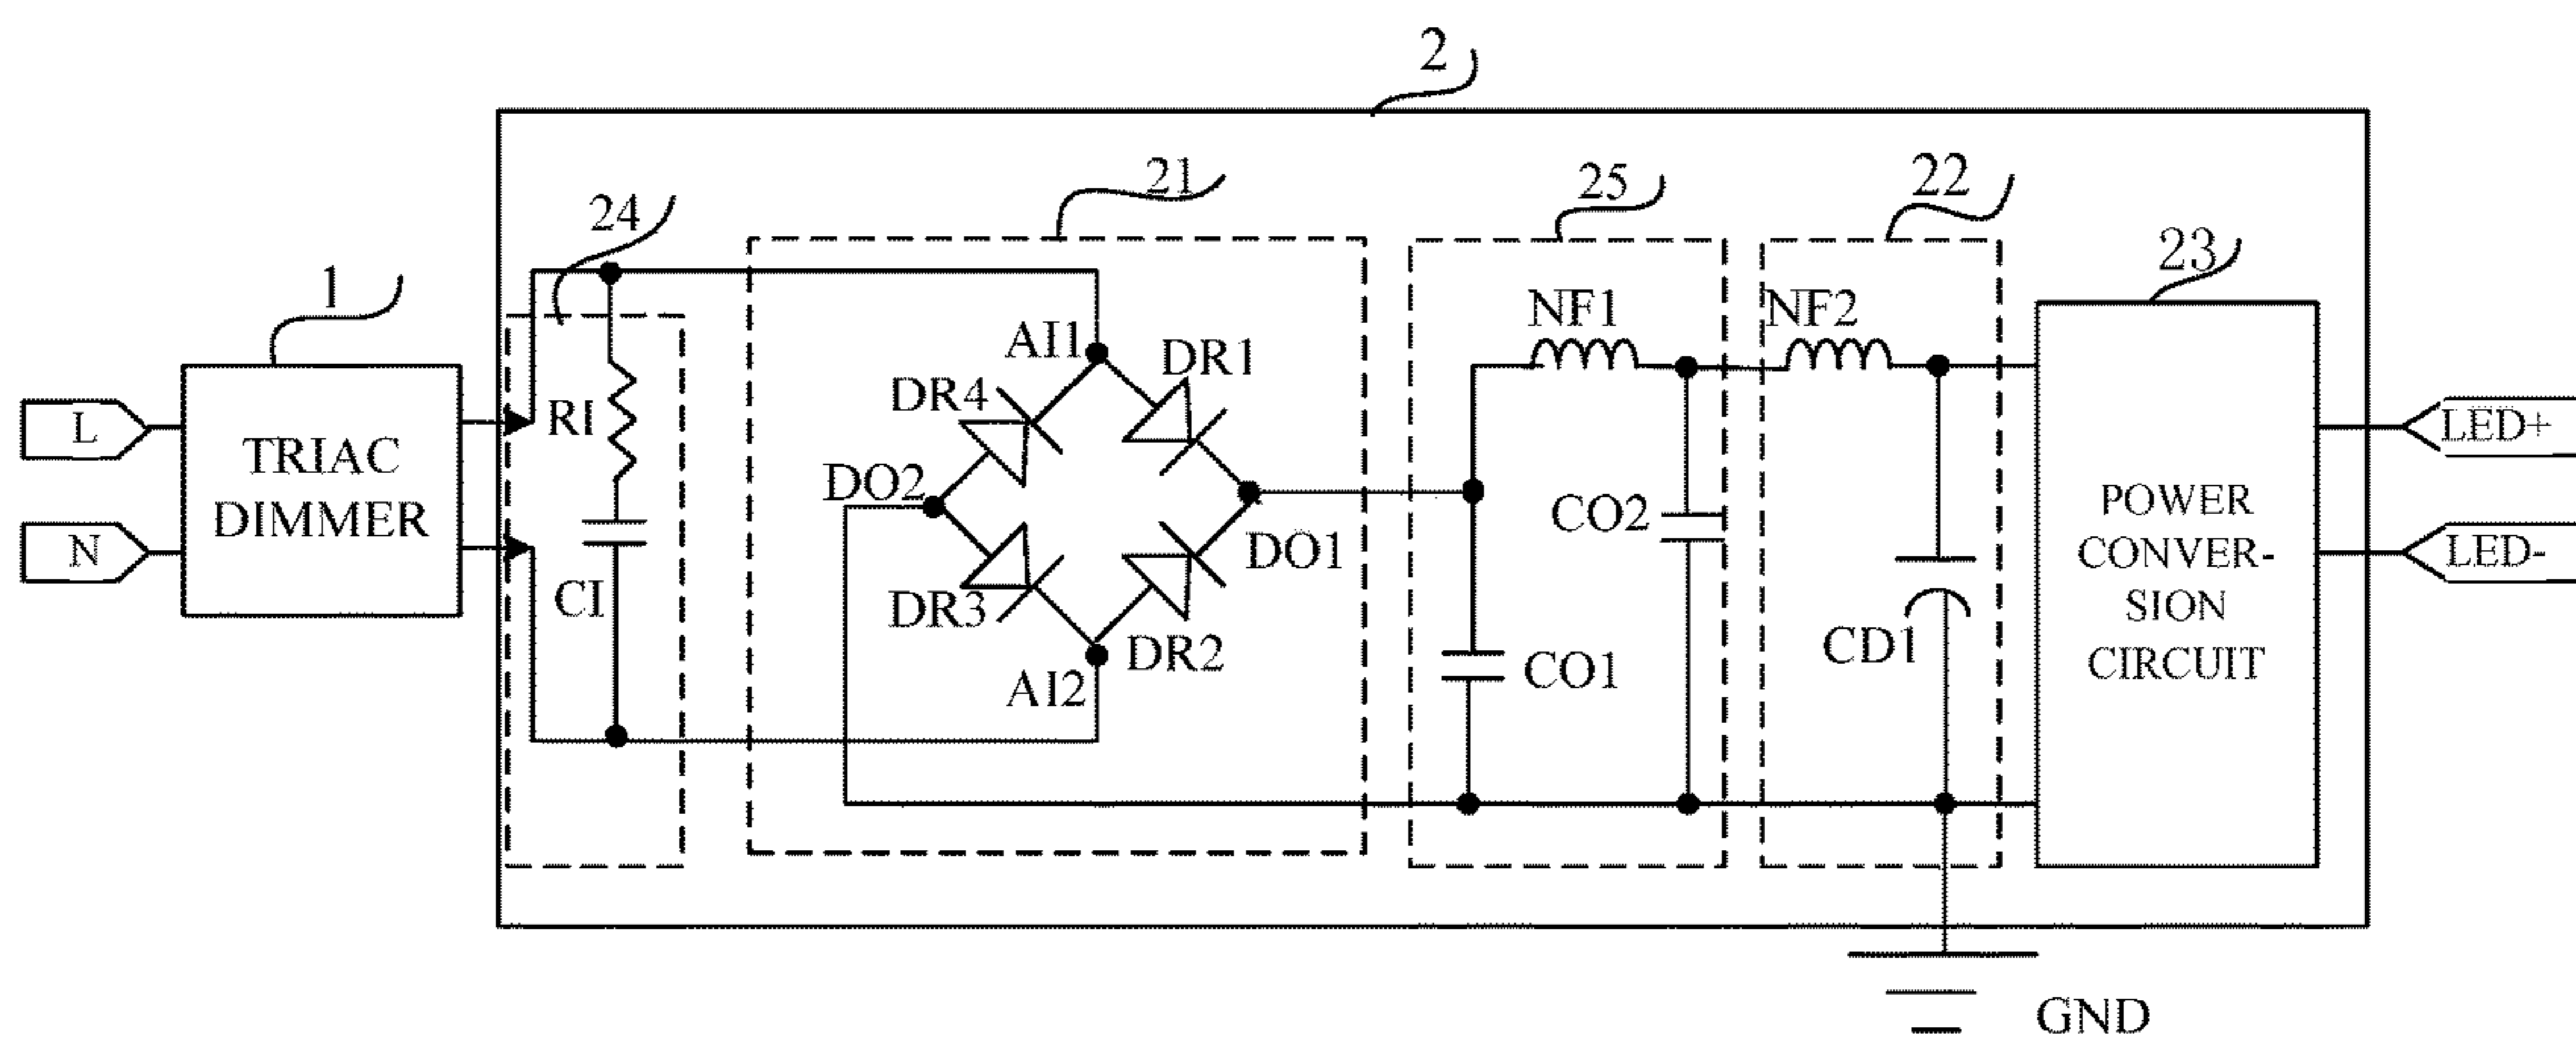 2
21
25
22
24
23
1
NF1
NF2
AI1
DR1
DR4
L
RI
LED+
TRIAC
DIMMER
DO2
POWER
CONVER-
SION
CIRCUIT
CO2
N
DO1
LED-
CI
DR3
DR2
CD1
CO1
AI2
GND